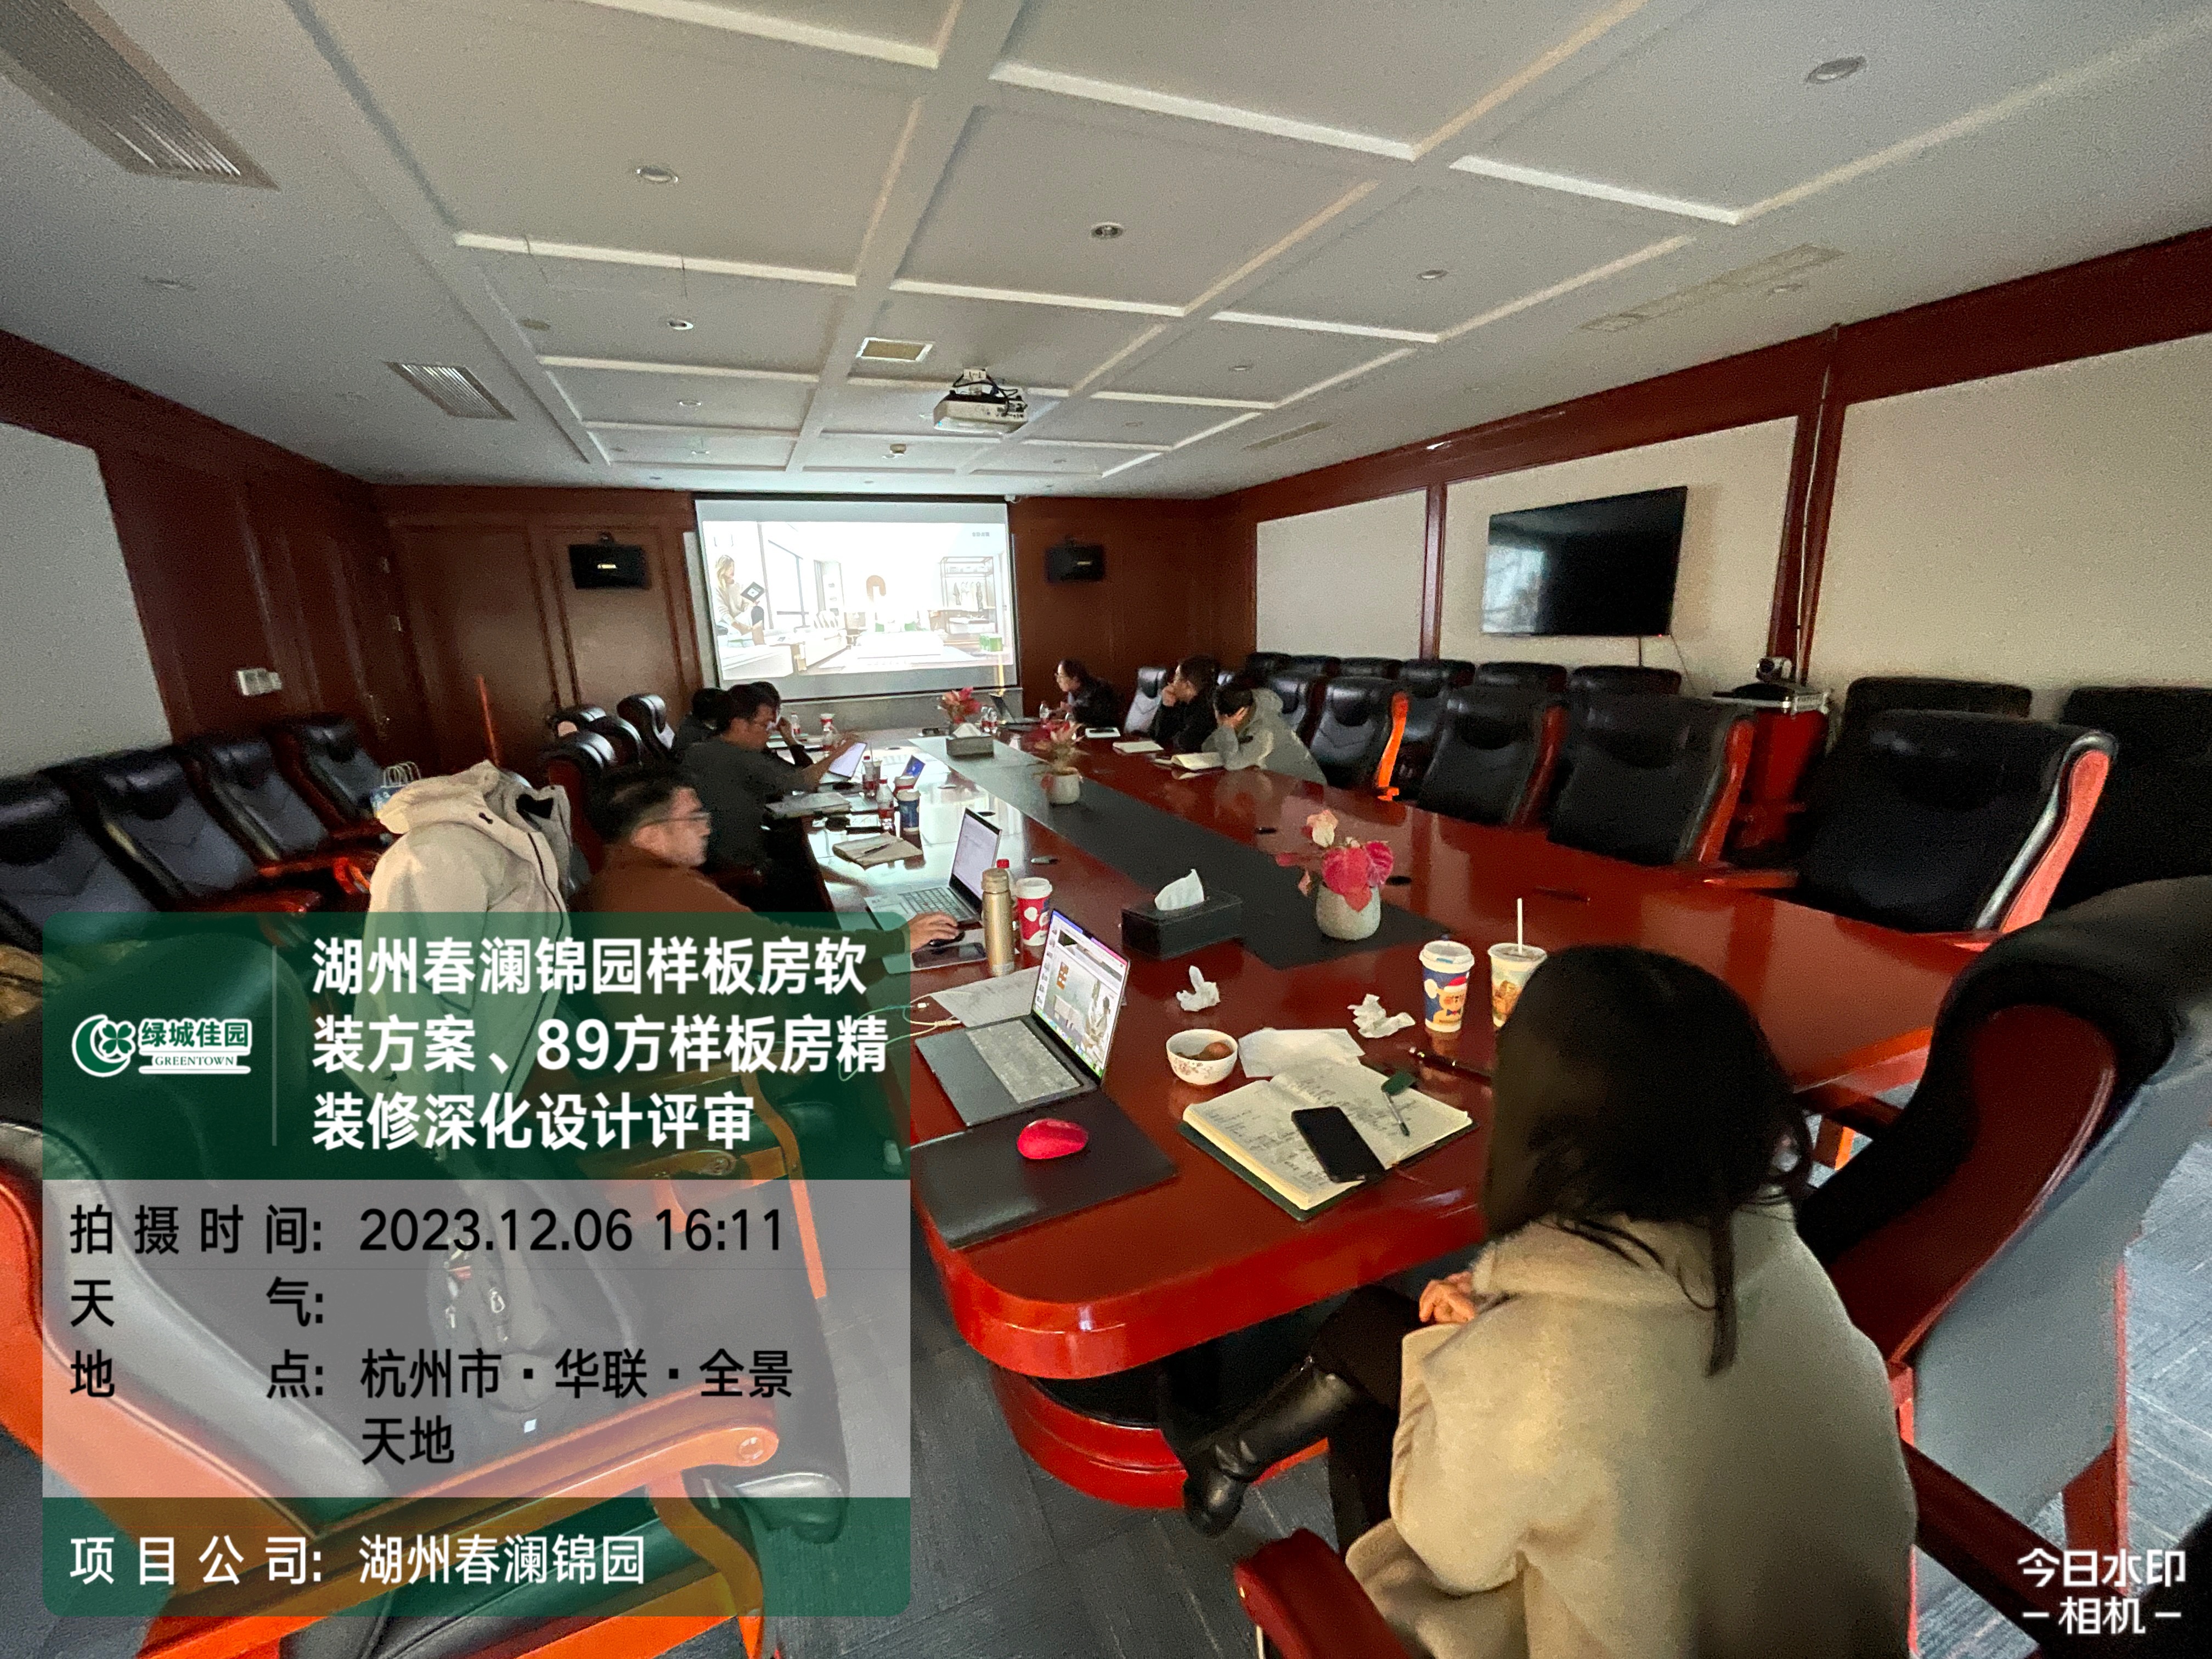 绿城佳园
GREENTOWN
湖州春澜锦园样板房软
装方案、89方样板房精
装修深化设计评审
拍摄时间: 2023.12.06 16:11
天气:
地点: 杭州市·华联·全景
天地
项目公司: 湖州春澜锦园
今日水印
-相机-